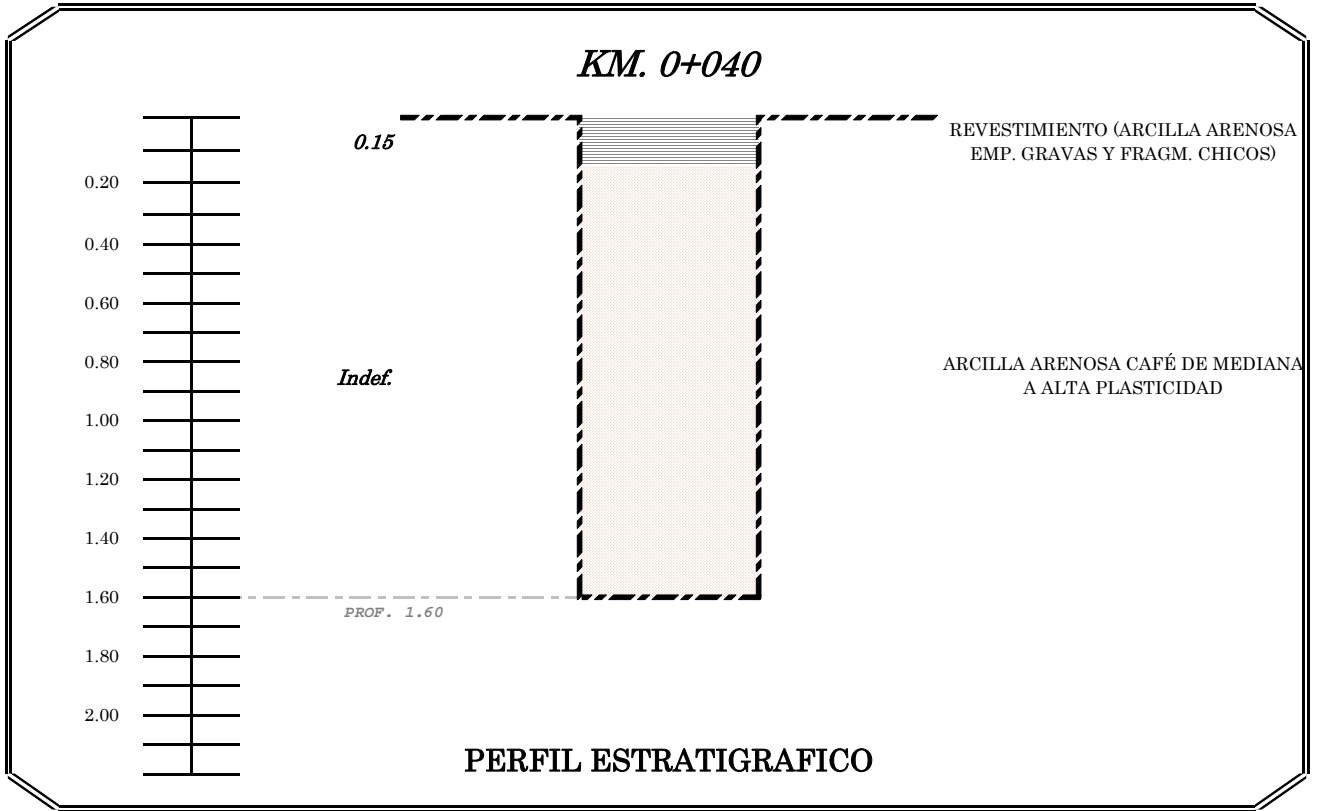 KM. 0+040
0.15
REVESTIMIENTO (ARCILLA ARENOSA
EMP. GRAVAS Y FRAGM. CHICOS)
0.20
0.40
0.60
0.80
Indef.
ARCILLA ARENOSA CAFÉ DE MEDIANA
A ALTA PLASTICIDAD
1.00
1.20
1.40
1.60
PROF. 1.60
1.80
2.00
PERFIL ESTRATIGRAFICO